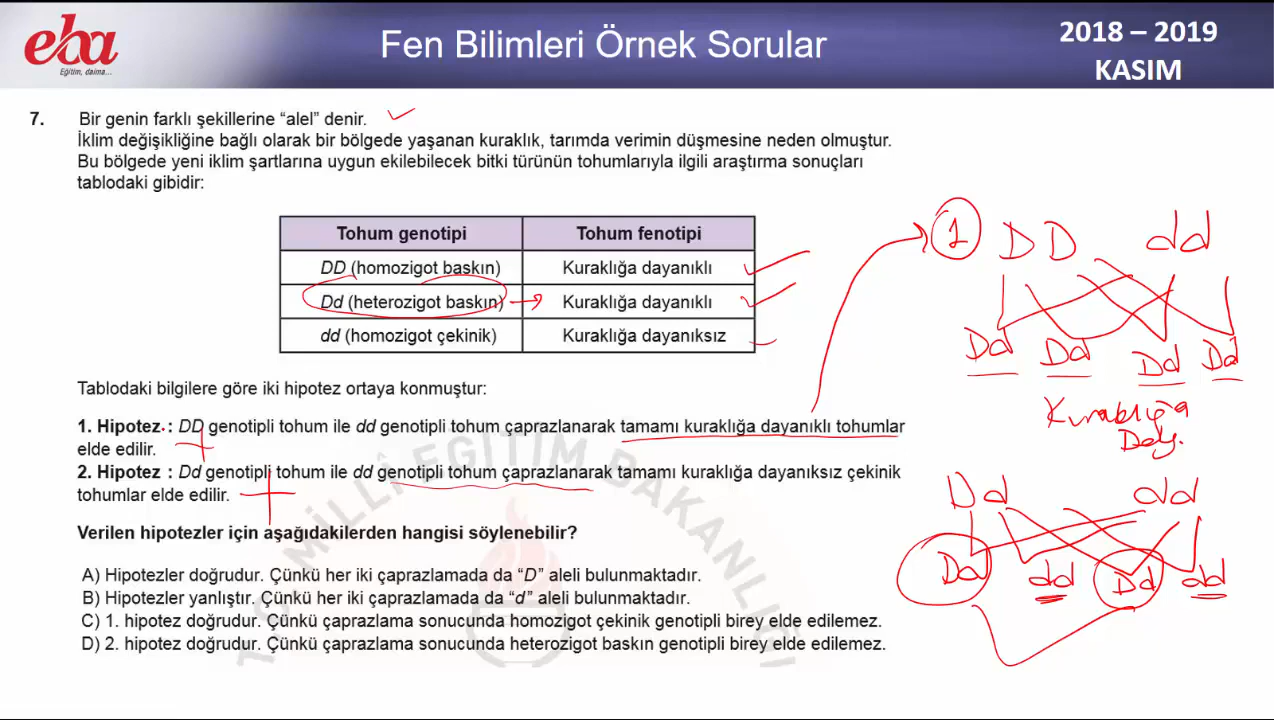 eba
Eğitim, daima...
Fen Bilimleri Örnek Sorular
2018 – 2019
KASIM
7. Bir genin farklı şekillerine “alel” denir.
İklim değişikliğine bağlı olarak bir bölgede yaşanan kuraklık, tarımda verimin düşmesine neden olmuştur.
Bu bölgede yeni iklim şartlarına uygun ekilebilecek bitki türünün tohumlarıyla ilgili araştırma sonuçları
tablodaki gibidir:
Tohum genotipi Tohum fenotipi
DD (homozigot baskın) Kuraklığa dayanıklı
Dd (heterozigot baskın) Kuraklığa dayanıklı
dd (homozigot çekinik) Kuraklığa dayanıksız
Tablodaki bilgilere göre iki hipotez ortaya konmuştur:
1. Hipotez : DD genotipli tohum ile dd genotipli tohum çaprazlanarak tamamı kuraklığa dayanıklı tohumlar
elde edilir.
2. Hipotez : Dd genotipli tohum ile dd genotipli tohum çaprazlanarak tamamı kuraklığa dayanıksız çekinik
tohumlar elde edilir.
Verilen hipotezler için aşağıdakilerden hangisi söylenebilir?
A) Hipotezler doğrudur. Çünkü her iki çaprazlamada da “D” aleli bulunmaktadır.
B) Hipotezler yanlıştır. Çünkü her iki çaprazlamada da “d” aleli bulunmaktadır.
C) 1. hipotez doğrudur. Çünkü çaprazlama sonucunda homozigot çekinik genotipli birey elde edilemez.
D) 2. hipotez doğrudur. Çünkü çaprazlama sonucunda heterozigot baskın genotipli birey elde edilemez.
T.C. MİLLÎ EĞİTİM BAKANLIĞI
1 DD dd
Dd Dd Dd Dd
Kuraklığa
Day.
Dd dd
Dd dd Dd dd